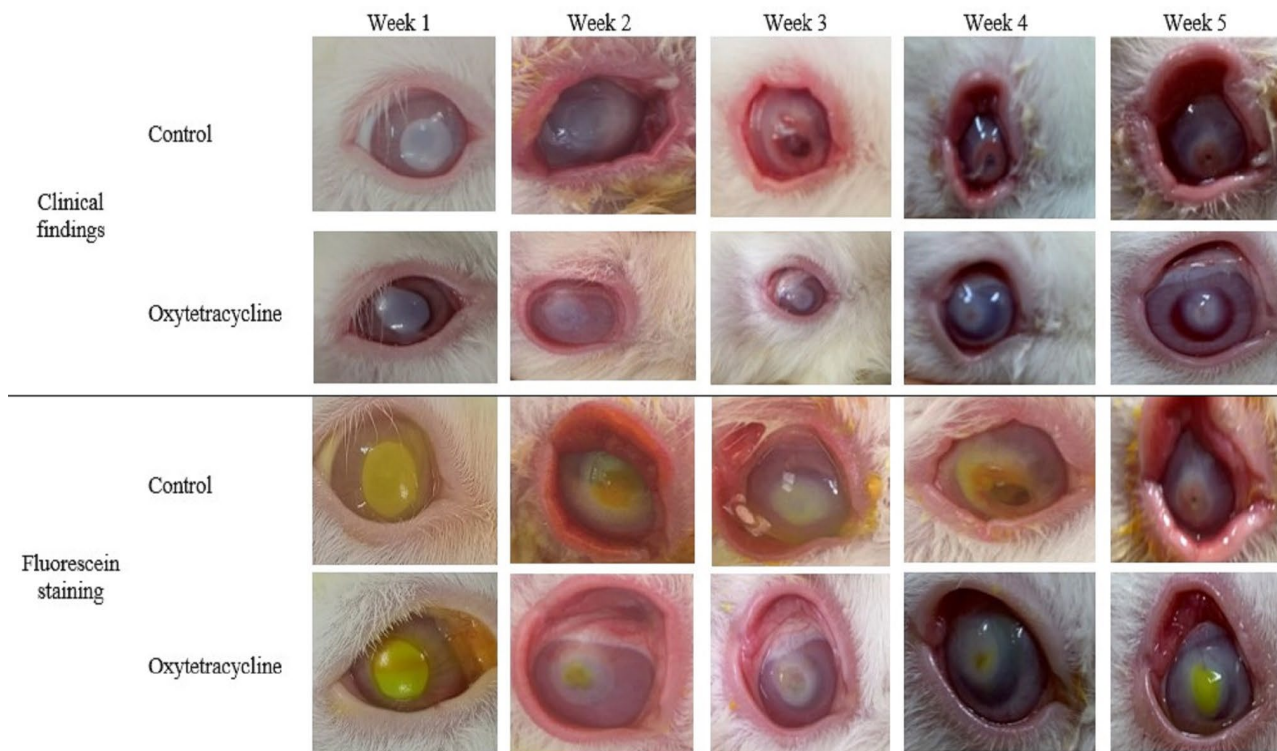 Week 1 Week 2 Week 3 Week 4 Week 5
Control
Clinical
findings
Oxytetracycline
Control
Fluorescein
staining
Oxytetracycline